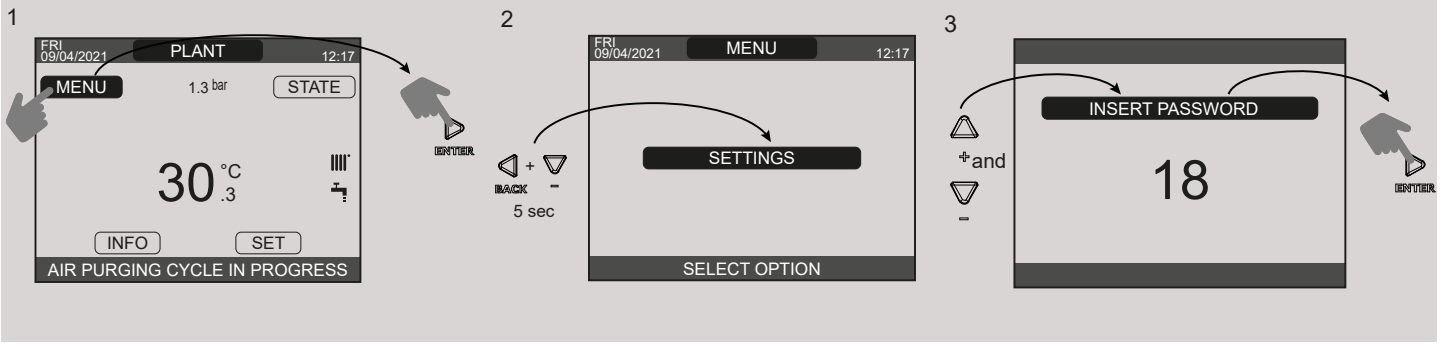 1
FRI
09/04/2021
PLANT
12:17
MENU
1.3 bar
STATE
30 °C
.3
INFO
SET
AIR PURGING CYCLE IN PROGRESS
ENTER
2
FRI
09/04/2021
MENU
12:17
BACK
+
-
5 sec
SETTINGS
SELECT OPTION
3
+ and
-
INSERT PASSWORD
18
ENTER